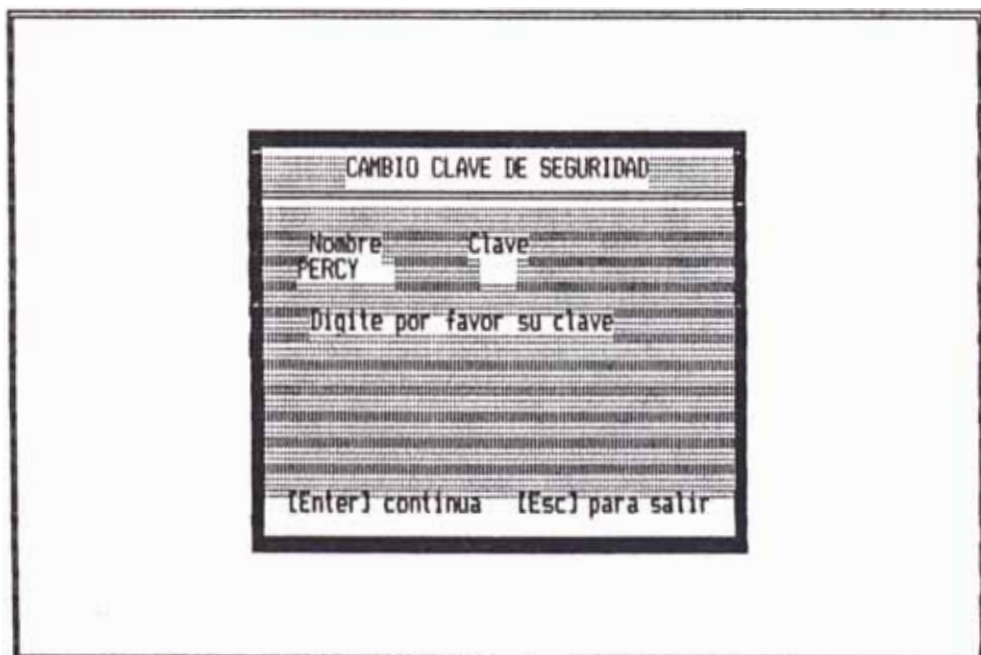 CAMBIO CLAVE DE SEGURIDAD
Nombre Clave
PERCY
Digite por favor su clave
[Enter] continua [Esc] para salir